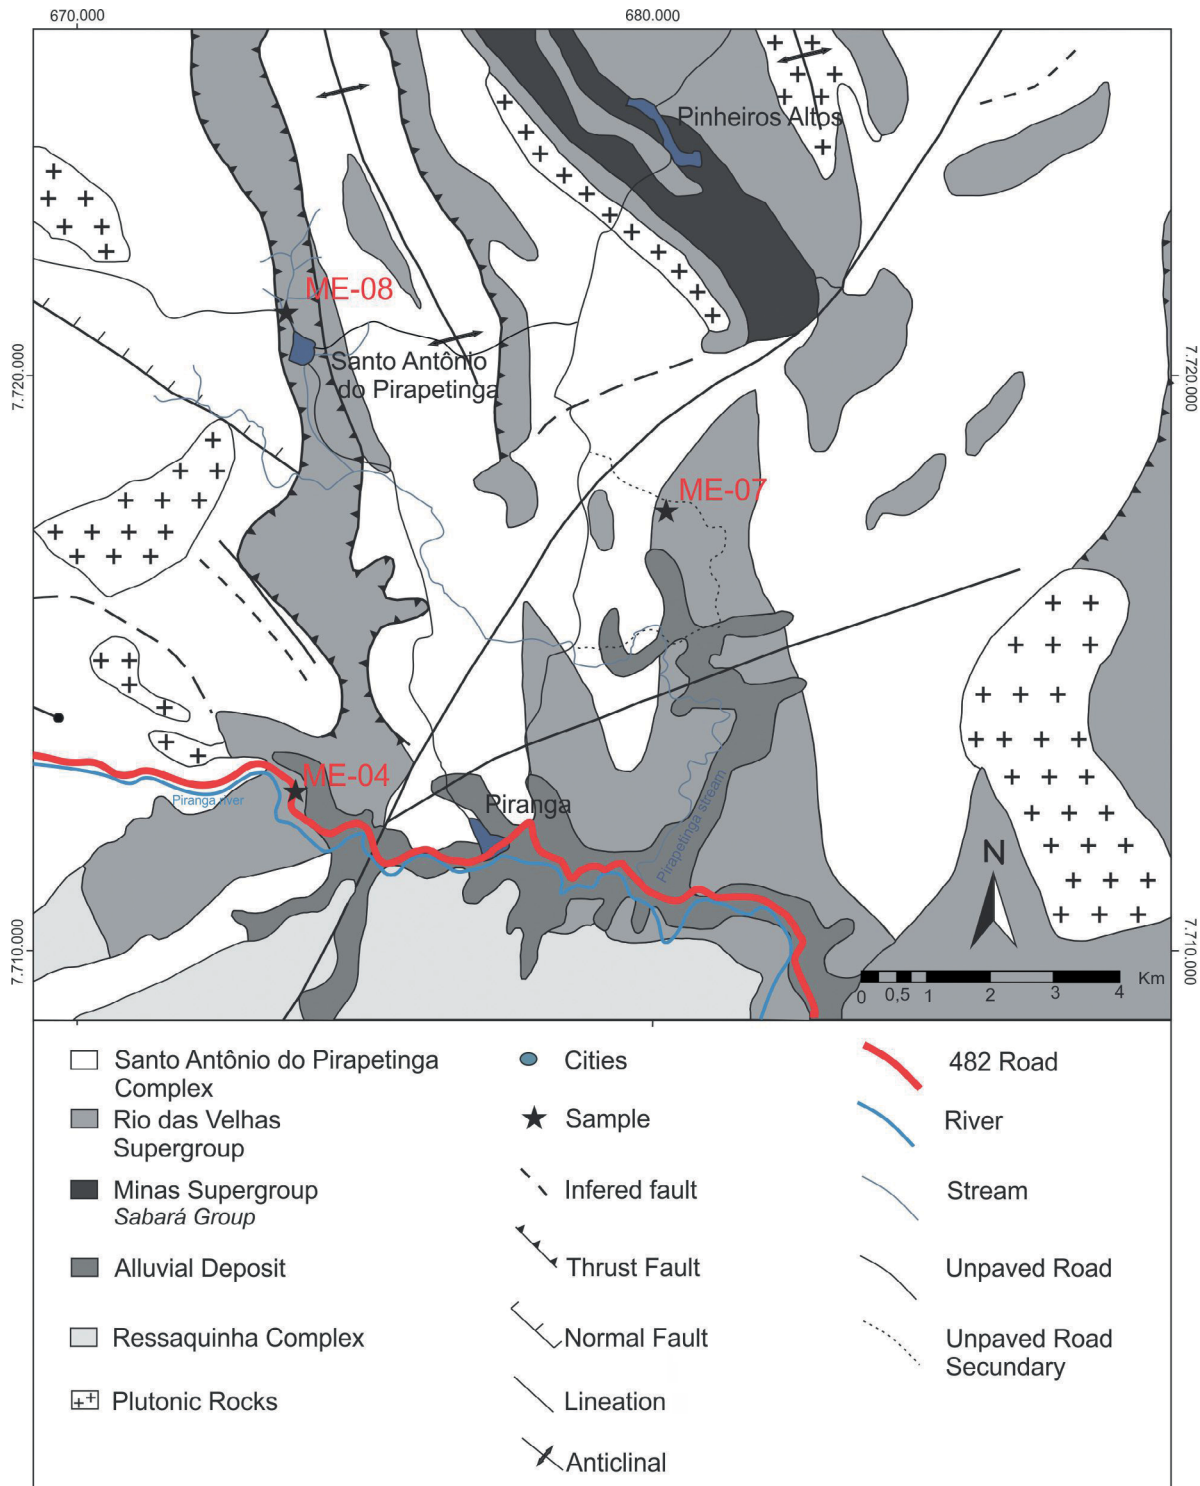 670.000
680.000
Pinheiros Altos
ME-08
7.720.000
7.720.000
Santo Antônio
do Pirapetinga
ME-07
ME-04
Piranga river
Piranga
Pirapetinga stream
N
7.710.000
7.710.000
Km
0 0,5 1 2 3 4
Santo Antônio do Pirapetinga
Complex
Rio das Velhas
Supergroup
Minas Supergroup
Sabará Group
Alluvial Deposit
Ressaquinha Complex
Plutonic Rocks
Cities
Sample
Infered fault
Thrust Fault
Normal Fault
Lineation
Anticlinal
482 Road
River
Stream
Unpaved Road
Unpaved Road
Secundary